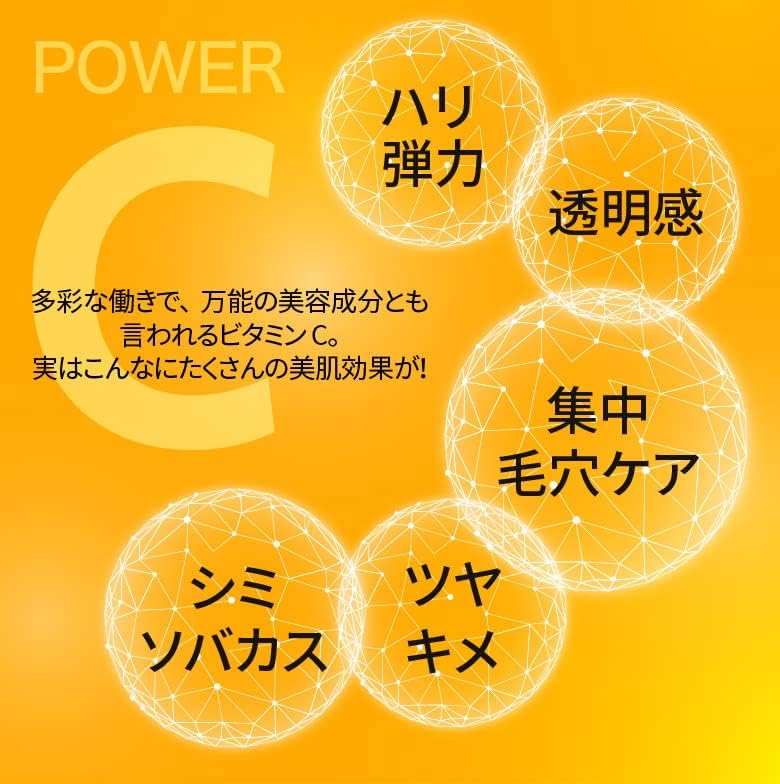 POWER
C
多彩な働きで、万能の美容成分とも
言われるビタミンC。
実はこんなにたくさんの美肌効果が!
ハリ
弾力
透明感
集中
毛穴ケア
ツヤ
キメ
シミ
ソバカス